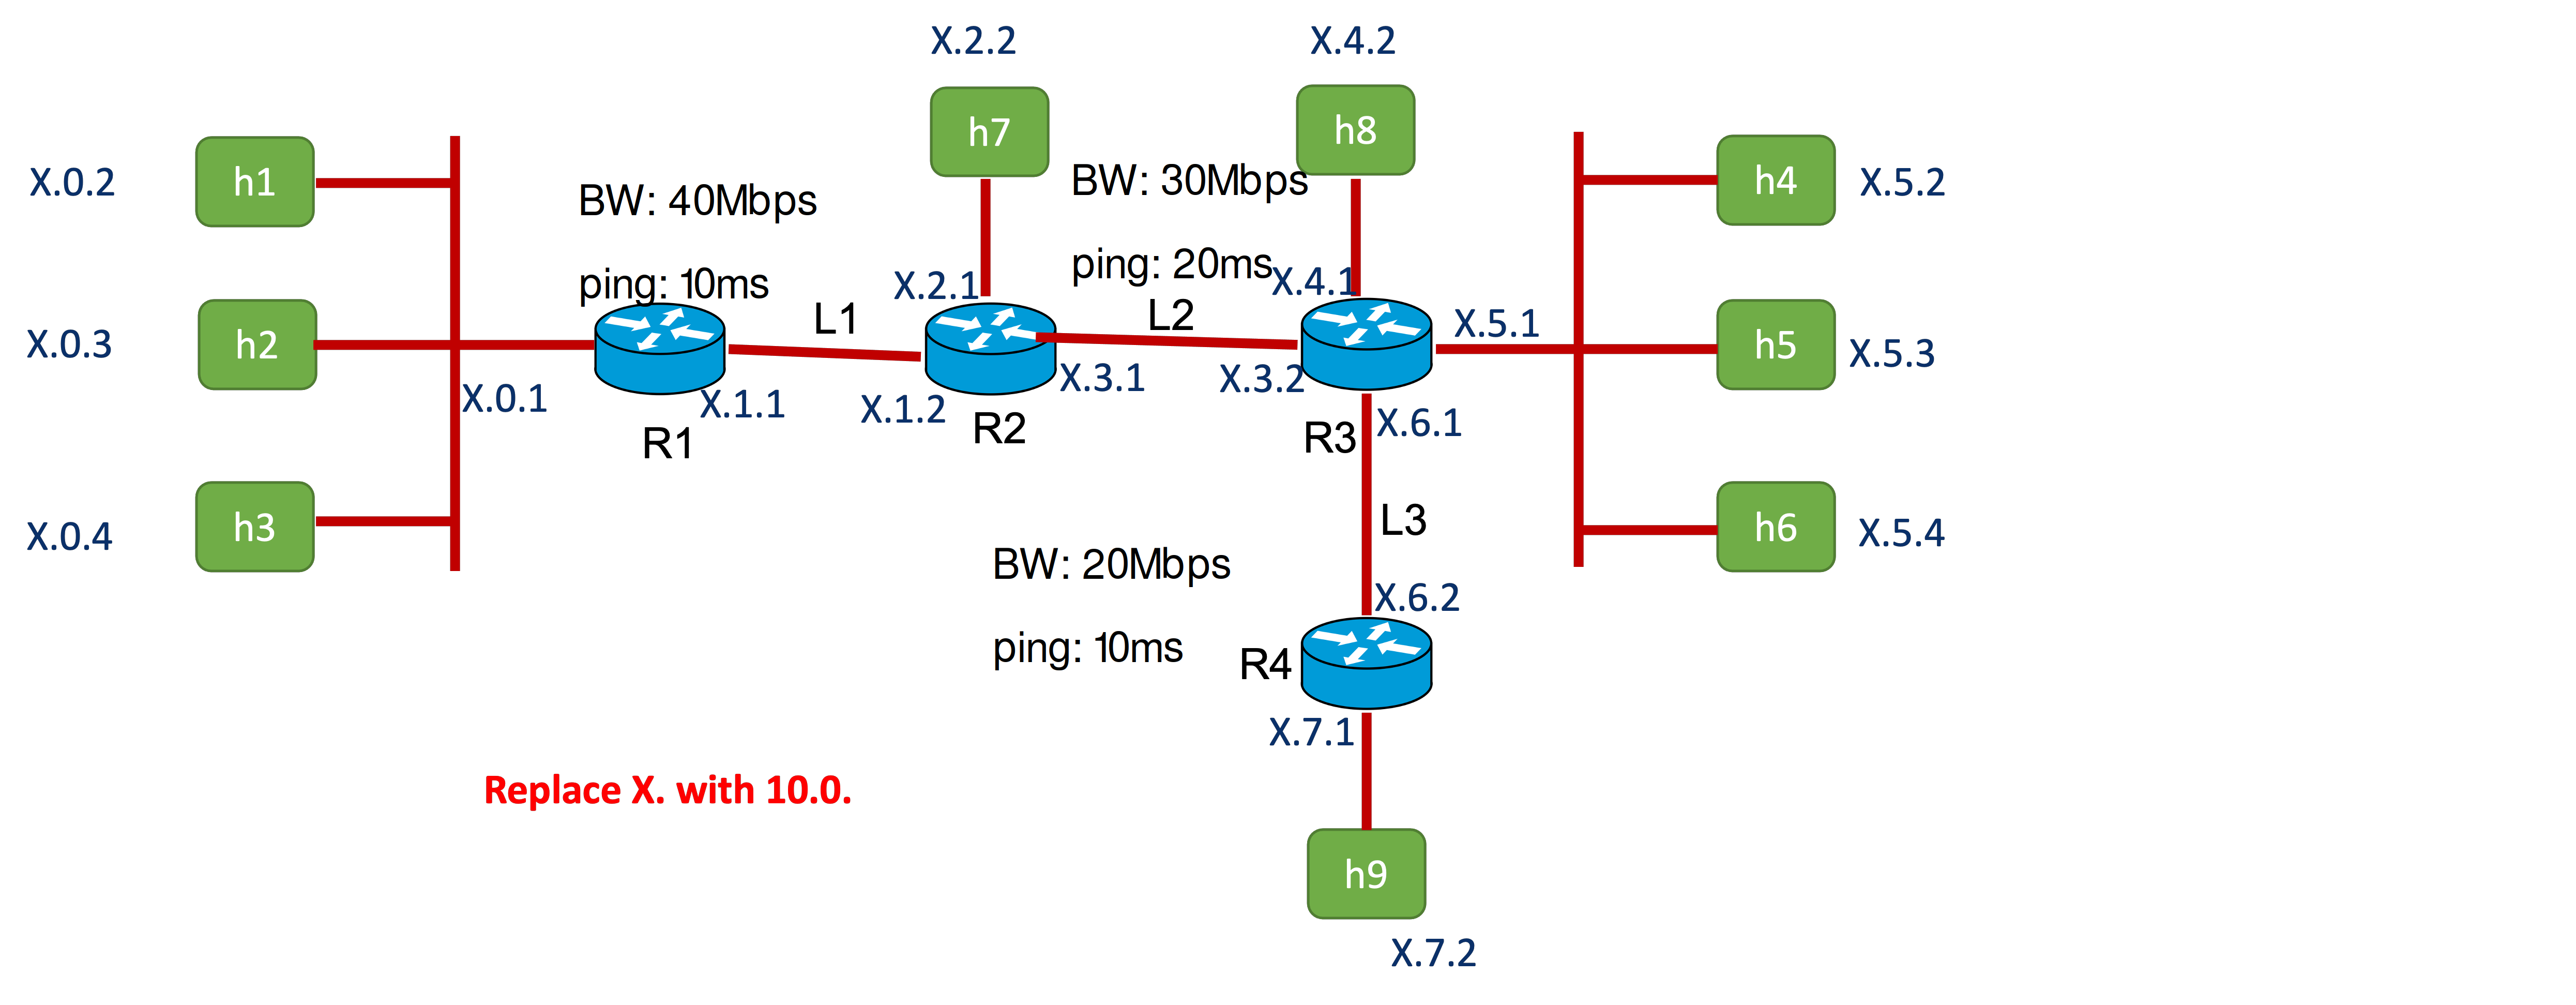 X.2.2
X.4.2
h7
h8
X.0.2
h1
BW: 40Mbps
ping: 10ms
BW: 30Mbps
ping: 20ms
h4
X.5.2
X.2.1
X.4.1
L1
L2
X.5.1
X.0.3
h2
h5
X.5.3
X.0.1
X.1.1
X.1.2
X.3.1
X.3.2
R1
R2
R3
X.6.1
X.0.4
h3
h6
X.5.4
L3
BW: 20Mbps
ping: 10ms
X.6.2
R4
X.7.1
Replace X. with 10.0.
h9
X.7.2